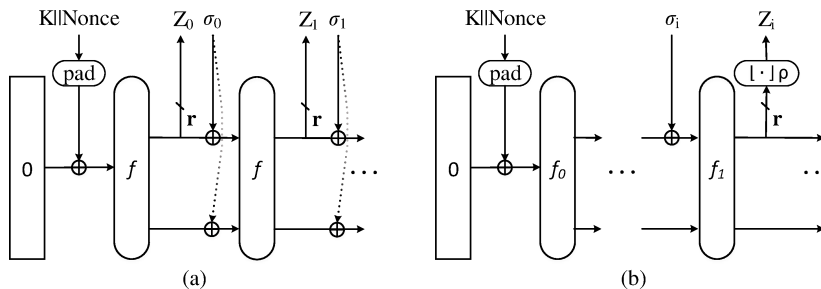 K||Nonce Z₀ σ₀ Z₁ σ₁ K||Nonce σᵢ Zᵢ
pad pad ⌊·⌋ρ
r r r
0 f f ... 0 f₀ ... f₁ ..
(a) (b)